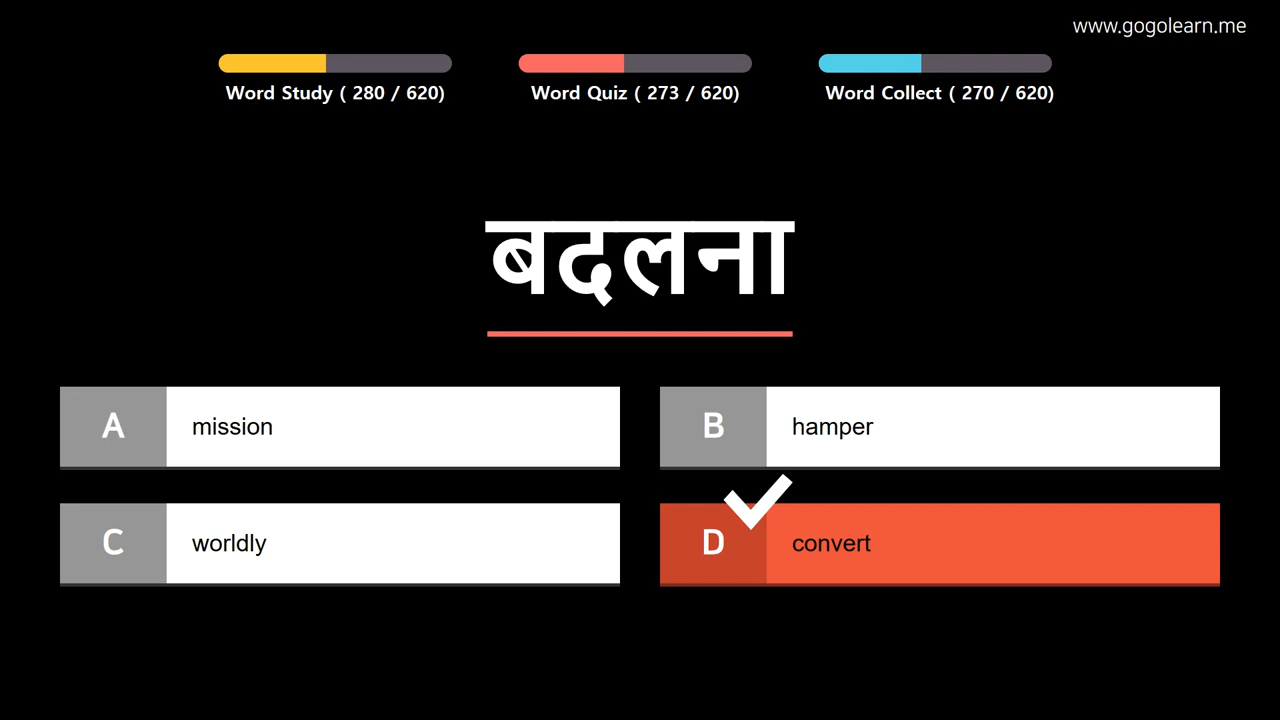 www.gogolearn.me
Word Study ( 280 / 620)
Word Quiz ( 273 / 620)
Word Collect ( 270 / 620)
बदलना
A
mission
B
hamper
C
worldly
D
convert